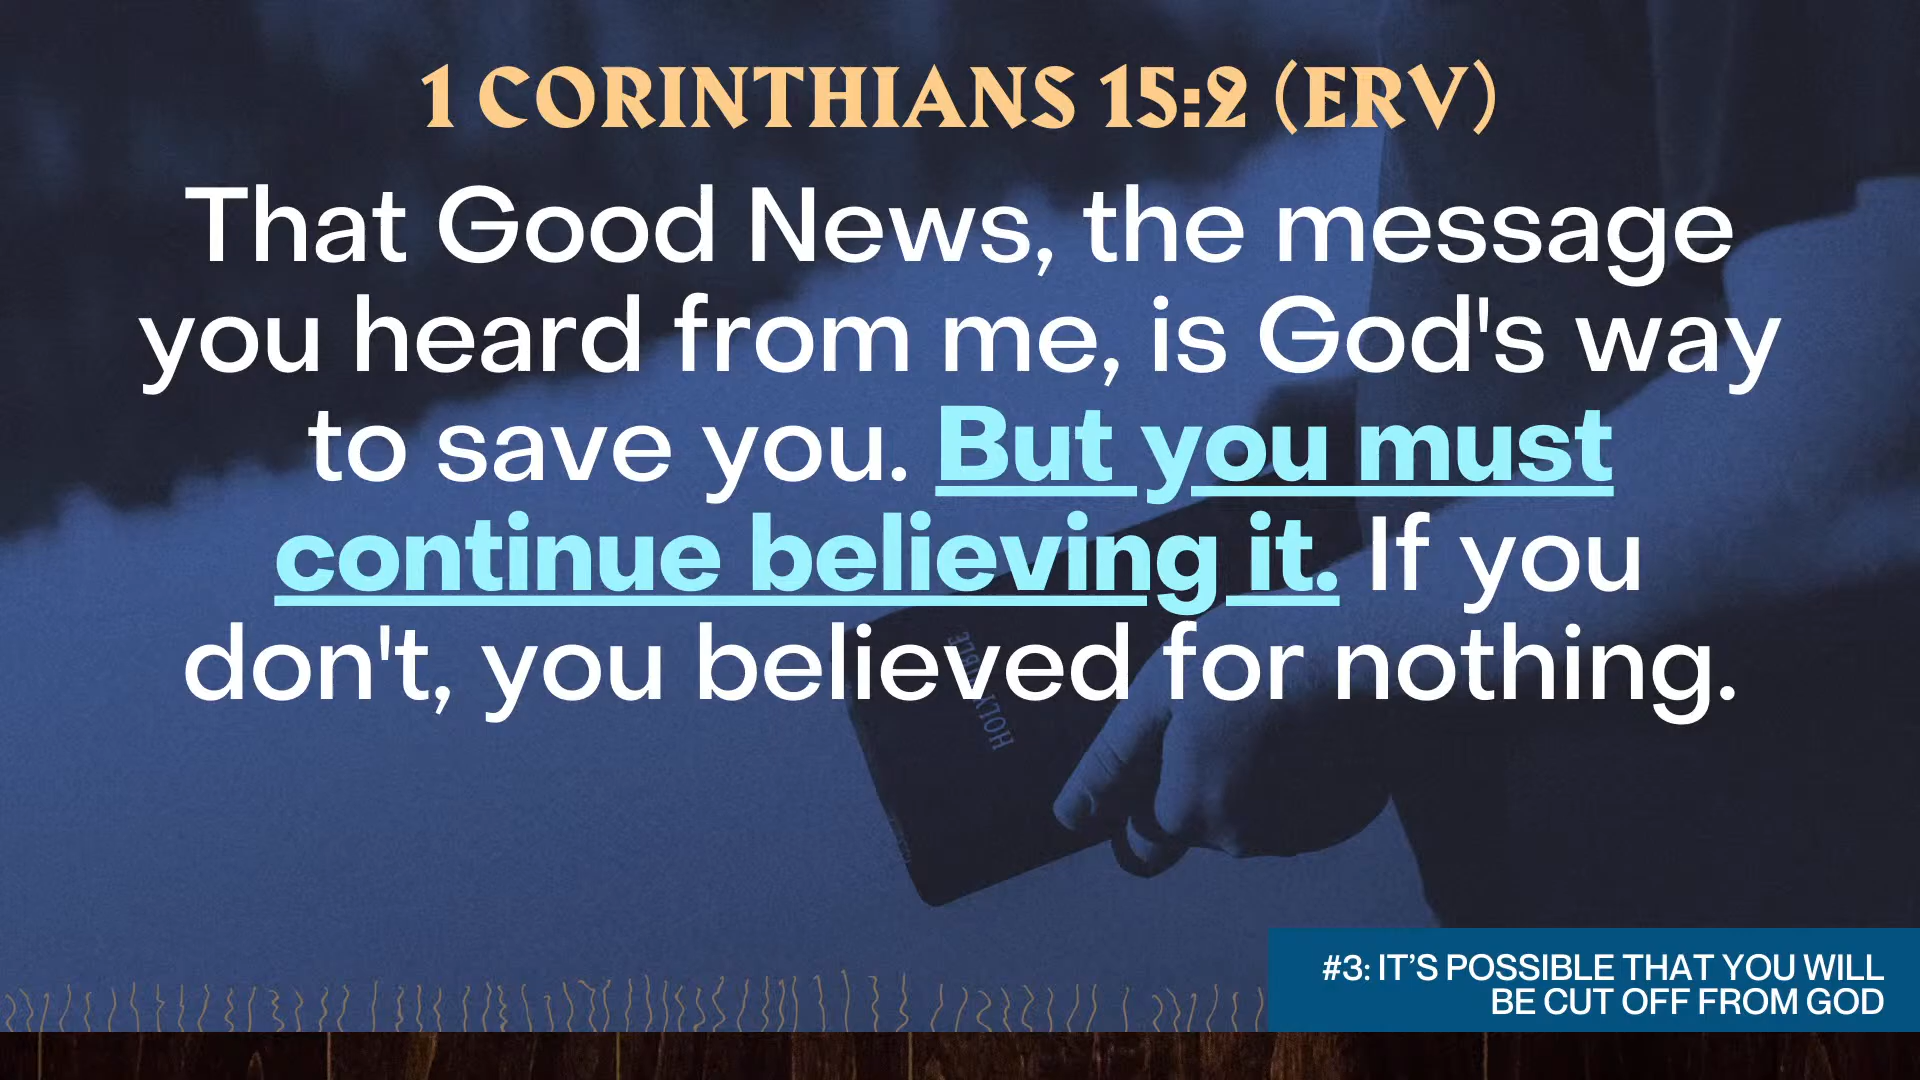 1 CORINTHIANS 15:2 (ERV)
That Good News, the message
you heard from me, is God's way
to save you. But you must
continue believing it. If you
don't, you believed for nothing.
HOLY BIBLE
#3: IT’S POSSIBLE THAT YOU WILL
BE CUT OFF FROM GOD